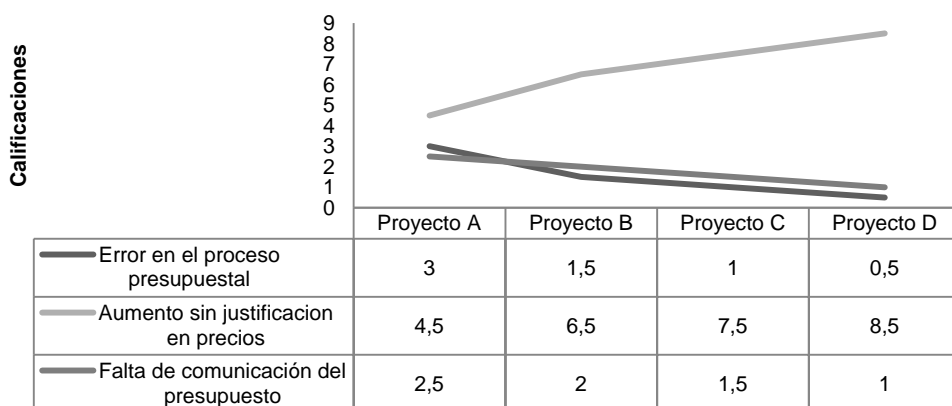 Calificaciones
9
8
7
6
5
4
3
2
1
0
Proyecto A Proyecto B Proyecto C Proyecto D
Error en el proceso
presupuestal
3 1,5 1 0,5
Aumento sin justificacion
en precios
4,5 6,5 7,5 8,5
Falta de comunicación del
presupuesto
2,5 2 1,5 1